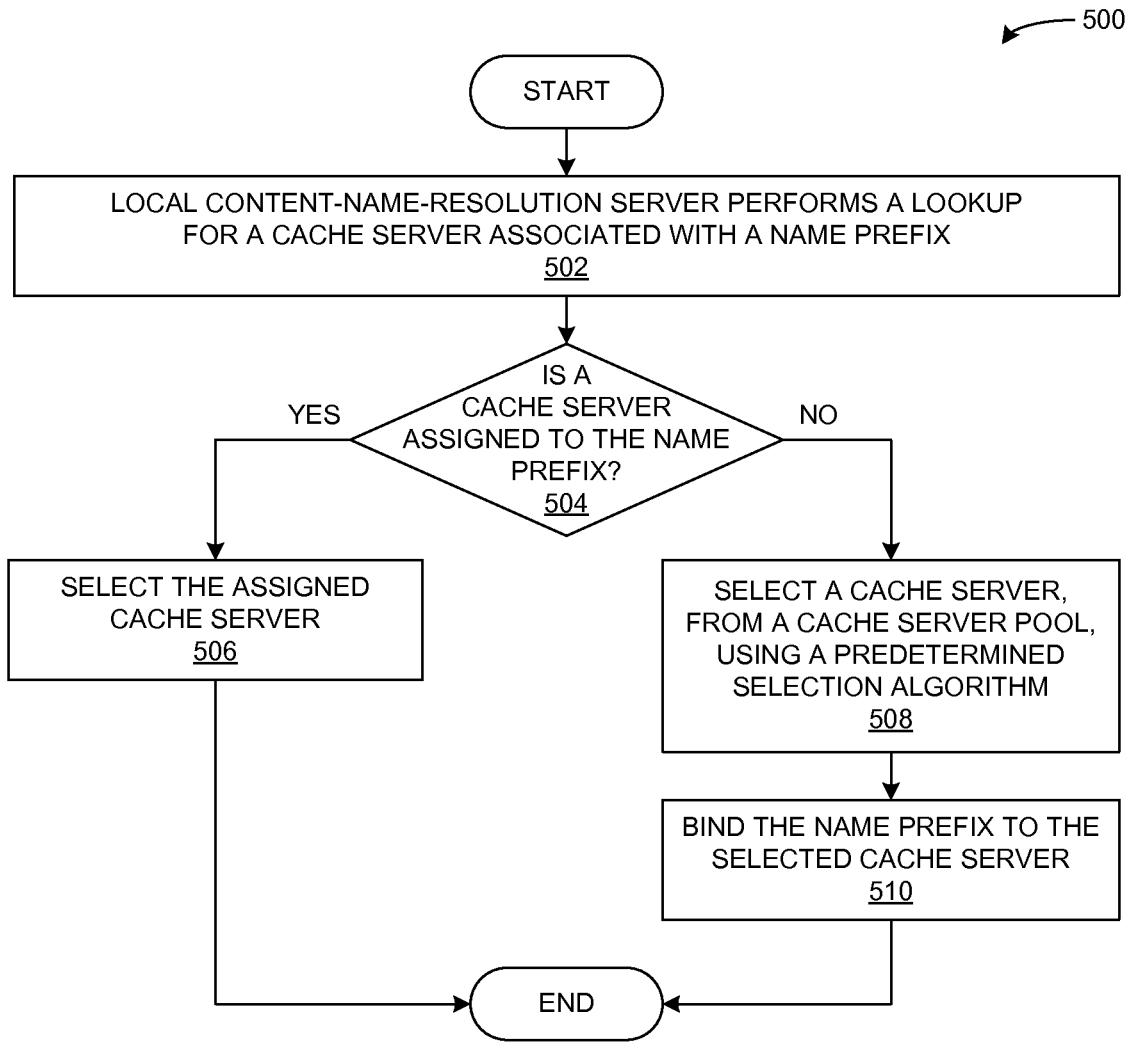 500
START
LOCAL CONTENT-NAME-RESOLUTION SERVER PERFORMS A LOOKUP
FOR A CACHE SERVER ASSOCIATED WITH A NAME PREFIX
502
IS A
CACHE SERVER
ASSIGNED TO THE NAME
PREFIX?
504
YES
NO
SELECT THE ASSIGNED
CACHE SERVER
506
SELECT A CACHE SERVER,
FROM A CACHE SERVER POOL,
USING A PREDETERMINED
SELECTION ALGORITHM
508
BIND THE NAME PREFIX TO THE
SELECTED CACHE SERVER
510
END